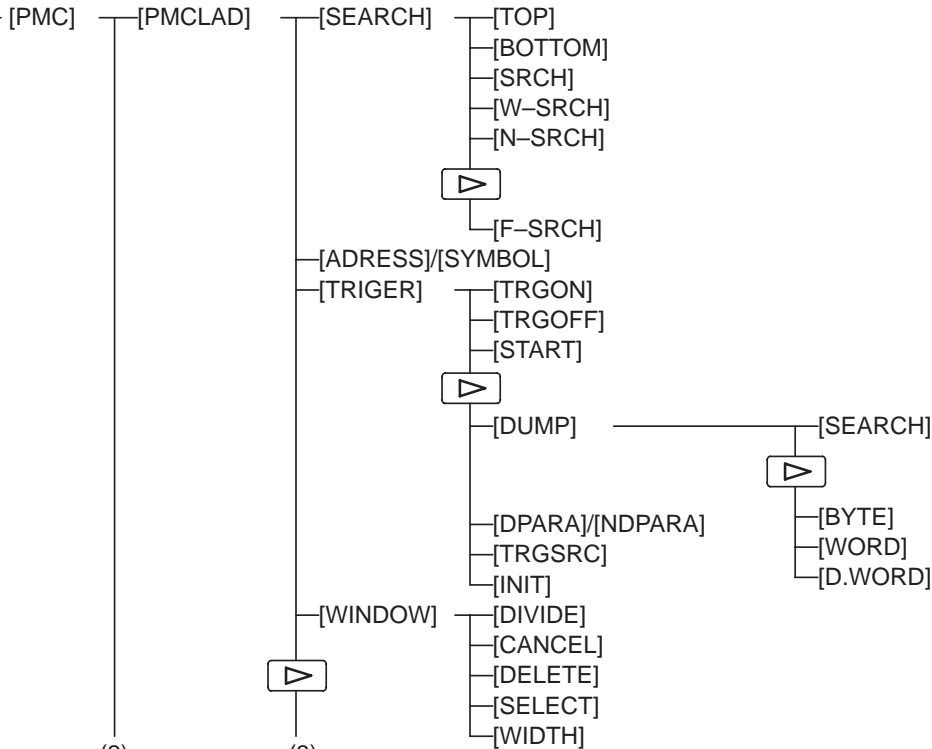 [PMC] [PMCLAD] [SEARCH] [TOP]
[BOTTOM]
[SRCH]
[W–SRCH]
[N–SRCH]
[F–SRCH]
[ADRESS]/[SYMBOL]
[TRIGER] [TRGON]
[TRGOFF]
[START]
[DUMP] [SEARCH]
[BYTE]
[DPARA]/[NDPARA]
[WORD]
[TRGSRC]
[D.WORD]
[INIT]
[WINDOW] [DIVIDE]
[CANCEL]
[DELETE]
[SELECT]
[WIDTH]